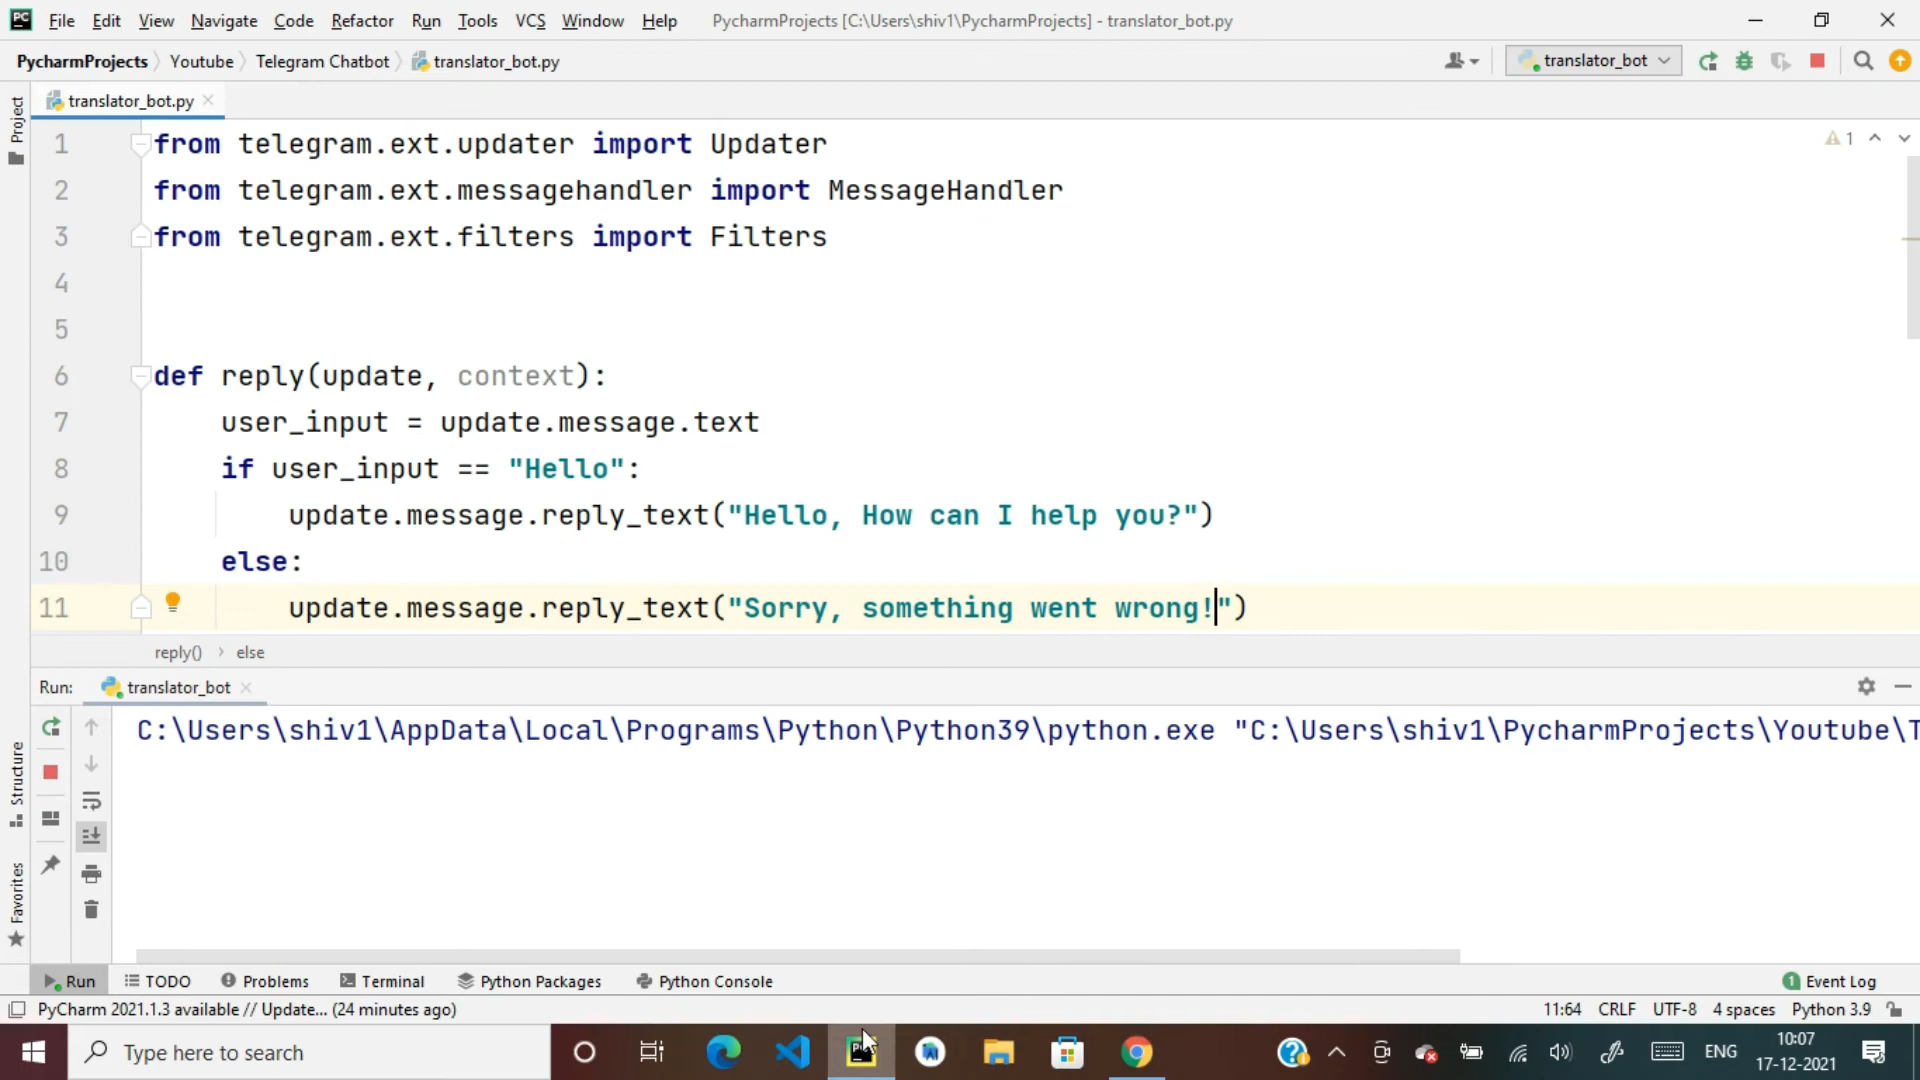 PC File Edit View Navigate Code Refactor Run Tools VCS Window Help PycharmProjects [C:\Users\shiv1\PycharmProjects] - translator_bot.py
PycharmProjects Youtube Telegram Chatbot translator_bot.py translator_bot
Project
translator_bot.py
1 from telegram.ext.updater import Updater
1
2 from telegram.ext.messagehandler import MessageHandler
3 from telegram.ext.filters import Filters
4
5
6 def reply(update, context):
7 user_input = update.message.text
8 if user_input == "Hello":
9 update.message.reply_text("Hello, How can I help you?")
10 else:
11 update.message.reply_text("Sorry, something went wrong!")
reply() else
Run: translator_bot
C:\Users\shiv1\AppData\Local\Programs\Python\Python39\python.exe "C:\Users\shiv1\PycharmProjects\Youtube\T
Structure
Favorites
Run TODO Problems Terminal Python Packages Python Console 1 Event Log
PyCharm 2021.1.3 available // Update... (24 minutes ago) 11:64 CRLF UTF-8 4 spaces Python 3.9
Type here to search ENG 10:07
17-12-2021